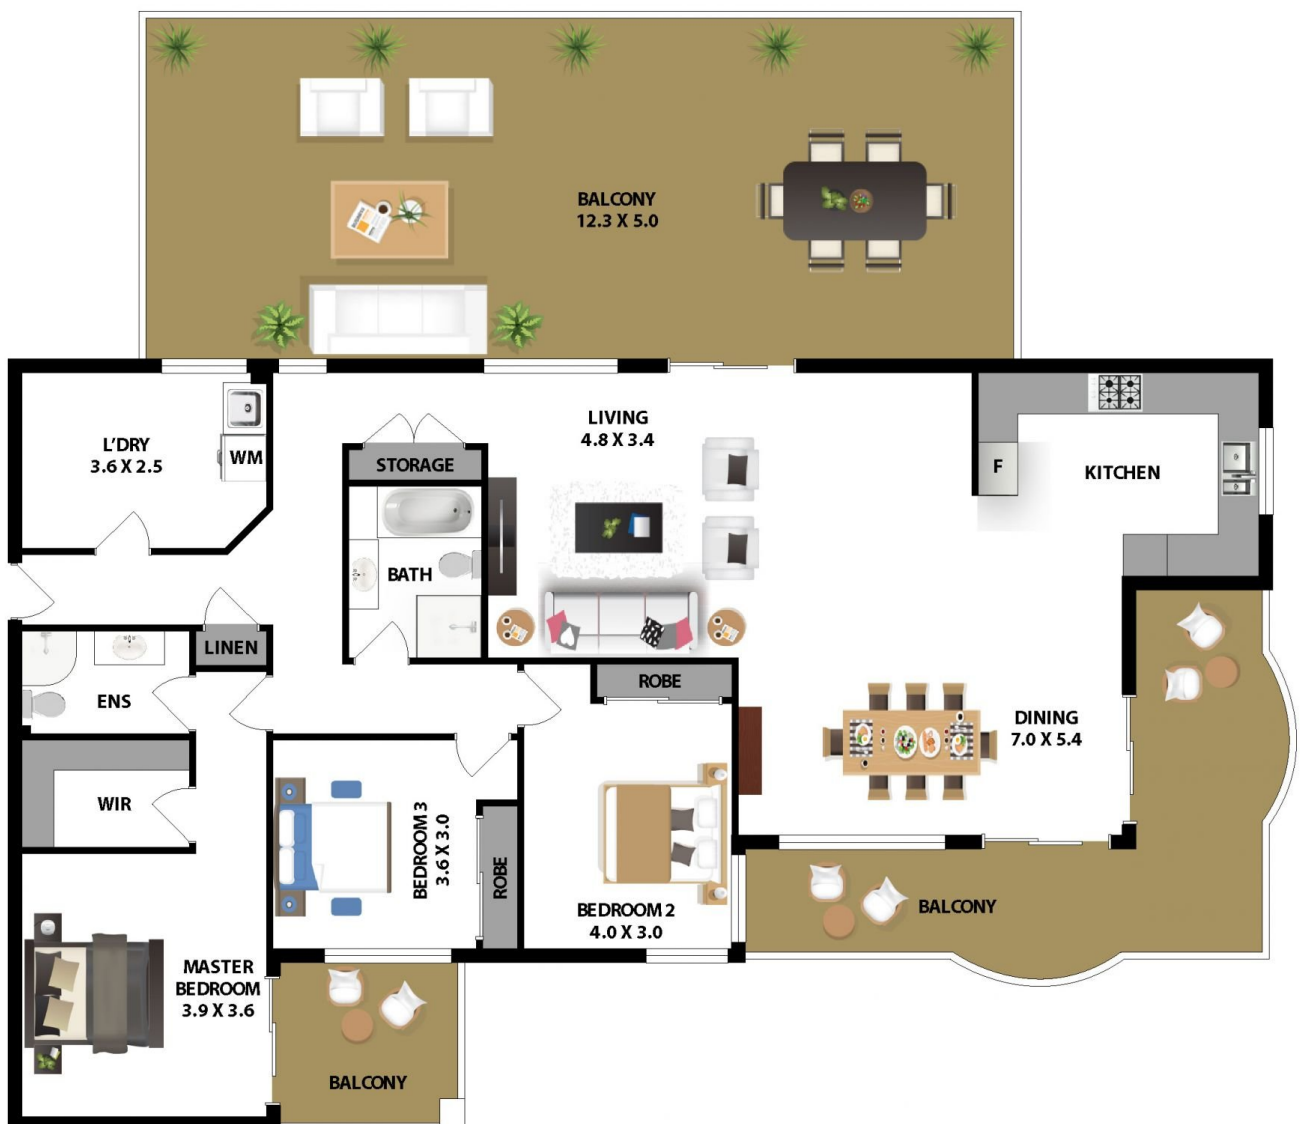 BALCONY
12.3 X 5.0
L'DRY
3.6 X 2.5
WM
STORAGE
LIVING
4.8 X 3.4
F
KITCHEN
BATH
LINEN
ENS
ROBE
DINING
7.0 X 5.4
WIR
BEDROOM 3
3.6 X 3.0
ROBE
BEDROOM 2
4.0 X 3.0
BALCONY
MASTER
BEDROOM
3.9 X 3.6
BALCONY